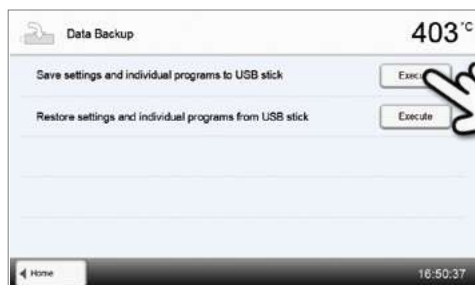 Data Backup
403°C
Save settings and individual programs to USB stick
Restore settings and individual programs from USB stick
Execute
Home
16:50:37